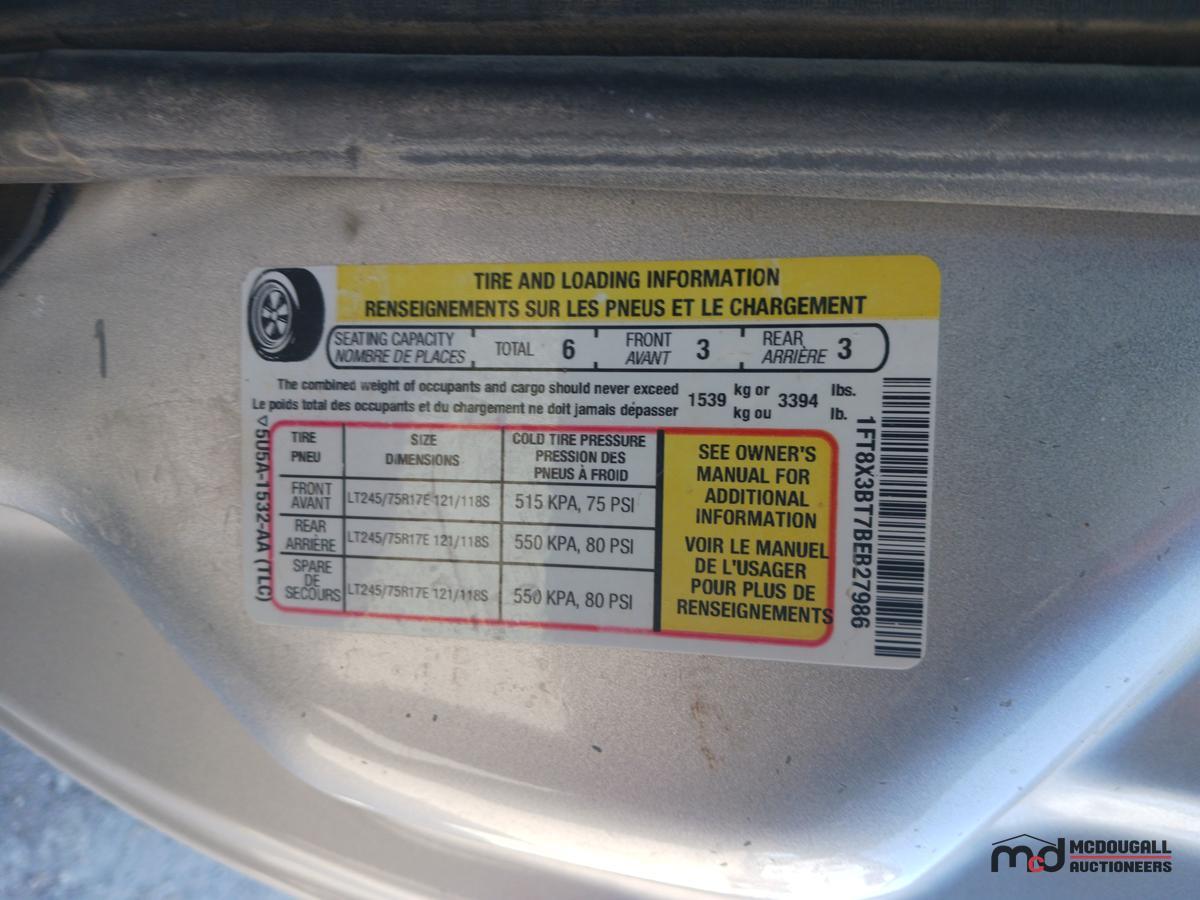 TIRE AND LOADING INFORMATION
RENSEIGNEMENTS SUR LES PNEUS ET LE CHARGEMENT
SEATING CAPACITY
NOMBRE DE PLACES
TOTAL 6
FRONT
AVANT
3
REAR
ARRIÈRE
3
The combined weight of occupants and cargo should never exceed
Le poids total des occupants et du chargement ne doit jamais dépasser
1539
kg or
kg ou
3394
lbs.
lb.
TIRE
PNEU
SIZE
DIMENSIONS
COLD TIRE PRESSURE
PRESSION DES
PNEUS À FROID
FRONT
AVANT
LT245/75R17E 121/118S
515 KPA, 75 PSI
REAR
ARRIÈRE
LT245/75R17E 121/118S
550 KPA, 80 PSI
SPARE
DE
SECOURS
LT245/75R17E 121/118S
550 KPA, 80 PSI
SEE OWNER'S
MANUAL FOR
ADDITIONAL
INFORMATION
VOIR LE MANUEL
DE L'USAGER
POUR PLUS DE
RENSEIGNEMENTS
5U5A-1532-AA (TLC)
1FT8X3BT7BEB27986
1
mcd
MCDOUGALL
AUCTIONEERS